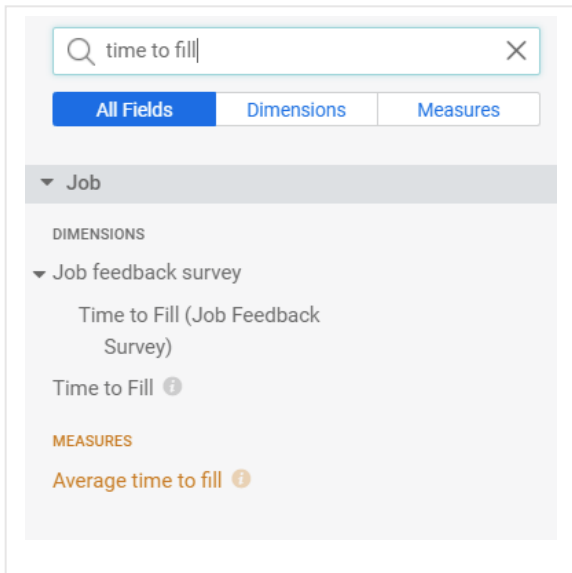 time to fill
All Fields
Dimensions
Measures
Job
DIMENSIONS
Job feedback survey
Time to Fill (Job Feedback
Survey)
Time to Fill
MEASURES
Average time to fill